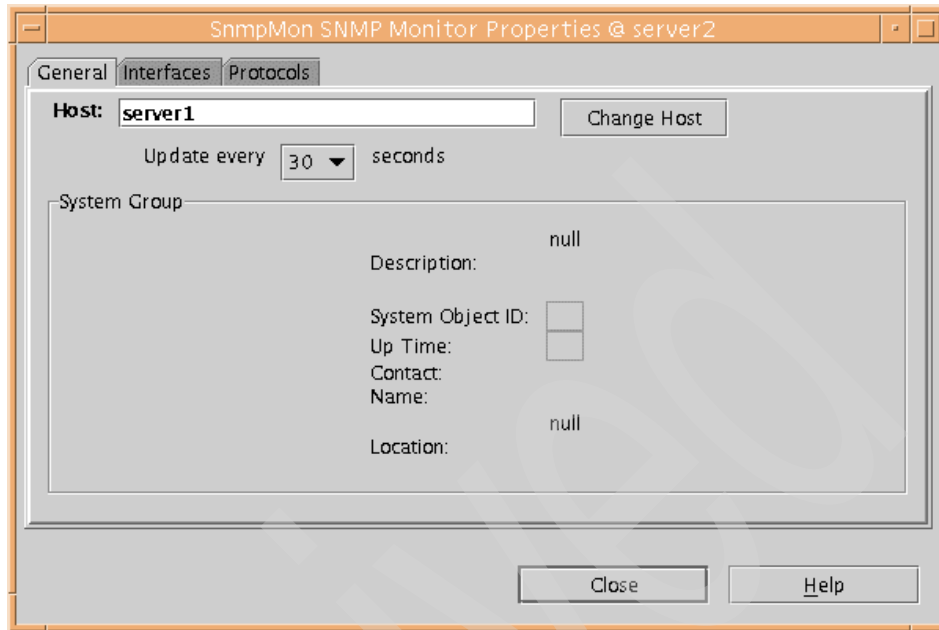 SnmpMon SNMP Monitor Properties @ server2
General Interfaces Protocols
Host: server1 Change Host
Update every 30 seconds
System Group
null
Description:
System Object ID:
Up Time:
Contact:
Name:
null
Location:
Close Help